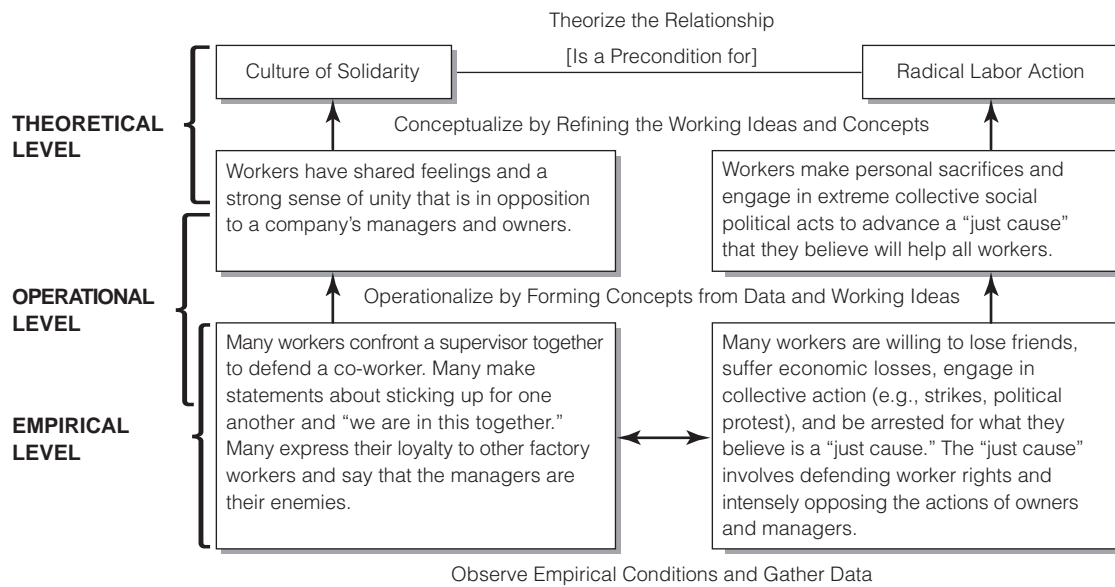 Theorize the Relationship
[Is a Precondition for]
Culture of Solidarity
Radical Labor Action
THEORETICAL
LEVEL
Conceptualize by Refining the Working Ideas and Concepts
Workers have shared feelings and a
strong sense of unity that is in opposition
to a company’s managers and owners.
Workers make personal sacrifices and
engage in extreme collective social
political acts to advance a “just cause”
that they believe will help all workers.
OPERATIONAL
LEVEL
Operationalize by Forming Concepts from Data and Working Ideas
EMPIRICAL
LEVEL
Many workers confront a supervisor together
to defend a co-worker. Many make
statements about sticking up for one
another and “we are in this together.”
Many express their loyalty to other factory
workers and say that the managers are
their enemies.
Many workers are willing to lose friends,
suffer economic losses, engage in
collective action (e.g., strikes, political
protest), and be arrested for what they
believe is a “just cause.” The “just cause”
involves defending worker rights and
intensely opposing the actions of owners
and managers.
Observe Empirical Conditions and Gather Data